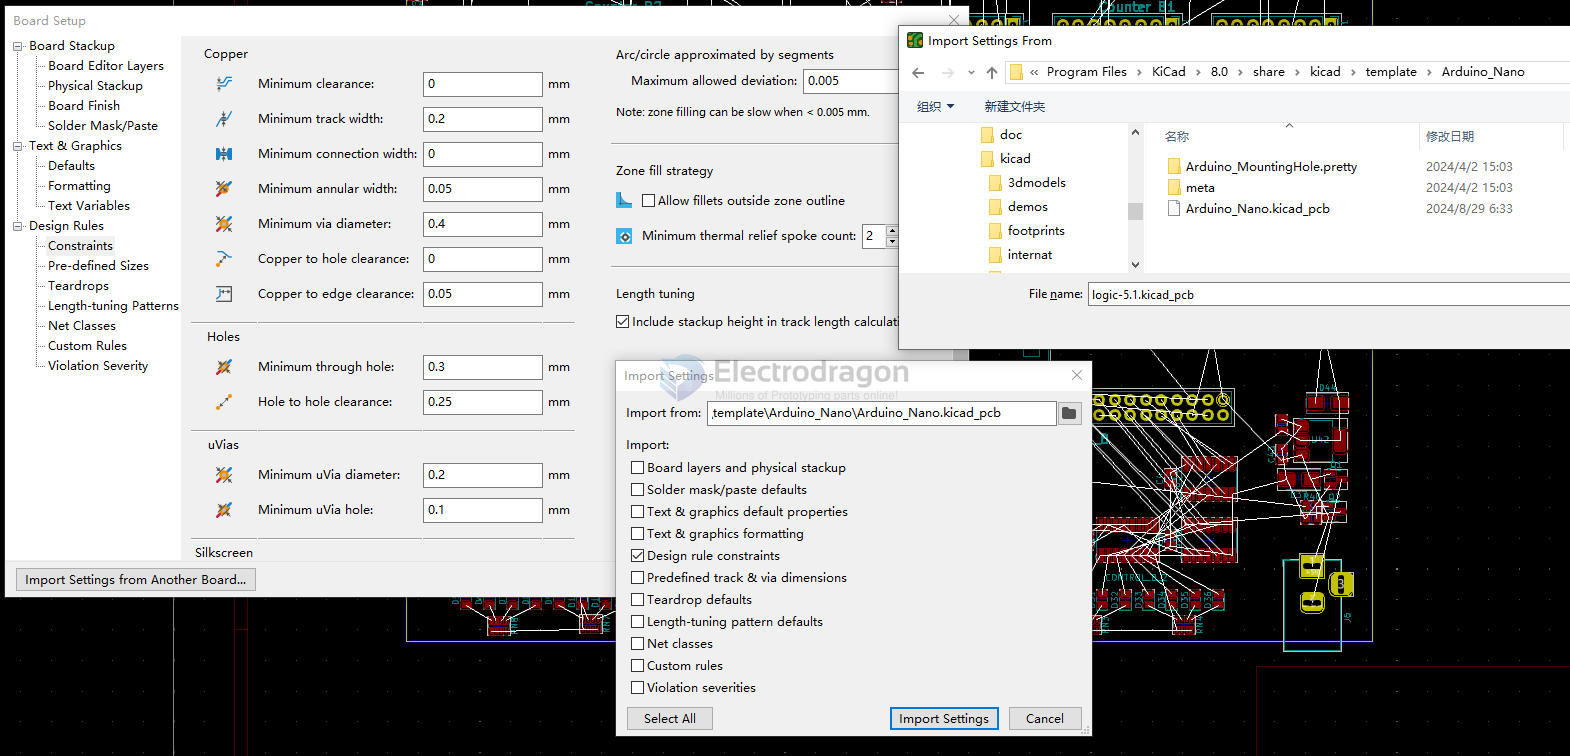 Board Setup
Board Stackup
Board Editor Layers
Physical Stackup
Board Finish
Solder Mask/Paste
Text & Graphics
Defaults
Formatting
Text Variables
Design Rules
Constraints
Pre-defined Sizes
Teardrops
Length-tuning Patterns
Net Classes
Custom Rules
Violation Severity
Import Settings from Another Board...
Copper
Minimum clearance: 0 mm
Minimum track width: 0.2 mm
Minimum connection width: 0 mm
Minimum annular width: 0.05 mm
Minimum via diameter: 0.4 mm
Copper to hole clearance: 0 mm
Copper to edge clearance: 0.05 mm
Holes
Minimum through hole: 0.3 mm
Hole to hole clearance: 0.25 mm
uVias
Minimum uVia diameter: 0.2 mm
Minimum uVia hole: 0.1 mm
Silkscreen
Arc/circle approximated by segments
Maximum allowed deviation: 0.005
Note: zone filling can be slow when < 0.005 mm.
Zone fill strategy
Allow fillets outside zone outline
Minimum thermal relief spoke count: 2
Length tuning
Include stackup height in track length calculati
Counter B1
Import Settings From
« Program Files › KiCad › 8.0 › share › kicad › template › Arduino_Nano
组织 新建文件夹
doc
kicad
3dmodels
demos
footprints
internat
名称 修改日期
Arduino_MountingHole.pretty 2024/4/2 15:03
meta 2024/4/2 15:03
Arduino_Nano.kicad_pcb 2024/8/29 6:33
File name: logic-5.1.kicad_pcb
Import Settings
Electrodragon
Millions of Prototyping parts online!
Import from: template\Arduino_Nano\Arduino_Nano.kicad_pcb
Import:
Board layers and physical stackup
Solder mask/paste defaults
Text & graphics default properties
Text & graphics formatting
Design rule constraints
Predefined track & via dimensions
Teardrop defaults
Length-tuning pattern defaults
Net classes
Custom rules
Violation severities
Select All Import Settings Cancel
D44
U42
D32
D33
D34
D35
D36
3
J6